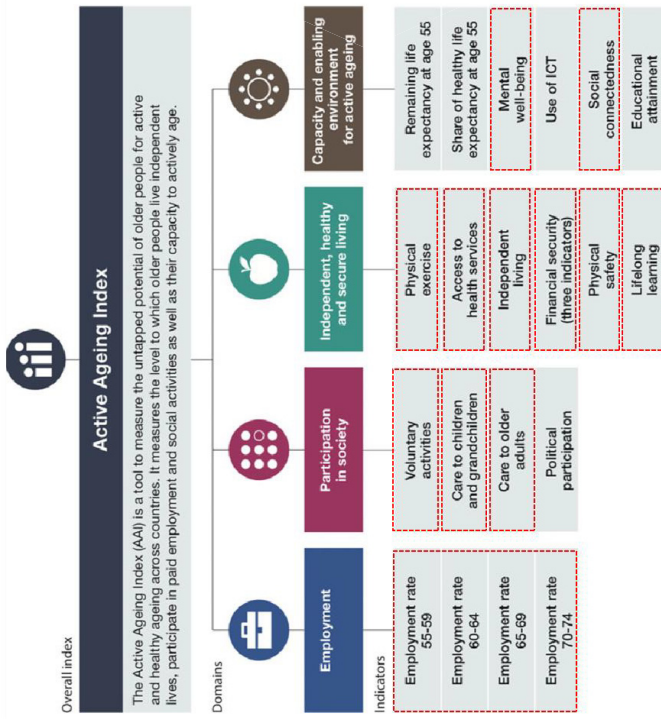 Overall index
Active Ageing Index
The Active Ageing Index (AAI) is a tool to measure the untapped potential of older people for active
and healthy ageing across countries. It measures the level to which older people live independent
lives, participate in paid employment and social activities as well as their capacity to actively age.
Domains
Employment
Participation
in society
Independent, healthy
and secure living
Capacity and enabling
environment
for active ageing
Indicators
Employment rate
55-59
Employment rate
60-64
Employment rate
65-69
Employment rate
70-74
Voluntary
activities
Care to children
and grandchildren
Care to older
adults
Political
participation
Physical
exercise
Access to
health services
Independent
living
Financial security
(three indicators)
Physical
safety
Lifelong
learning
Remaining life
expectancy at age 55
Share of healthy life
expectancy at age 55
Mental
well-being
Use of ICT
Social
connectedness
Educational
attainment